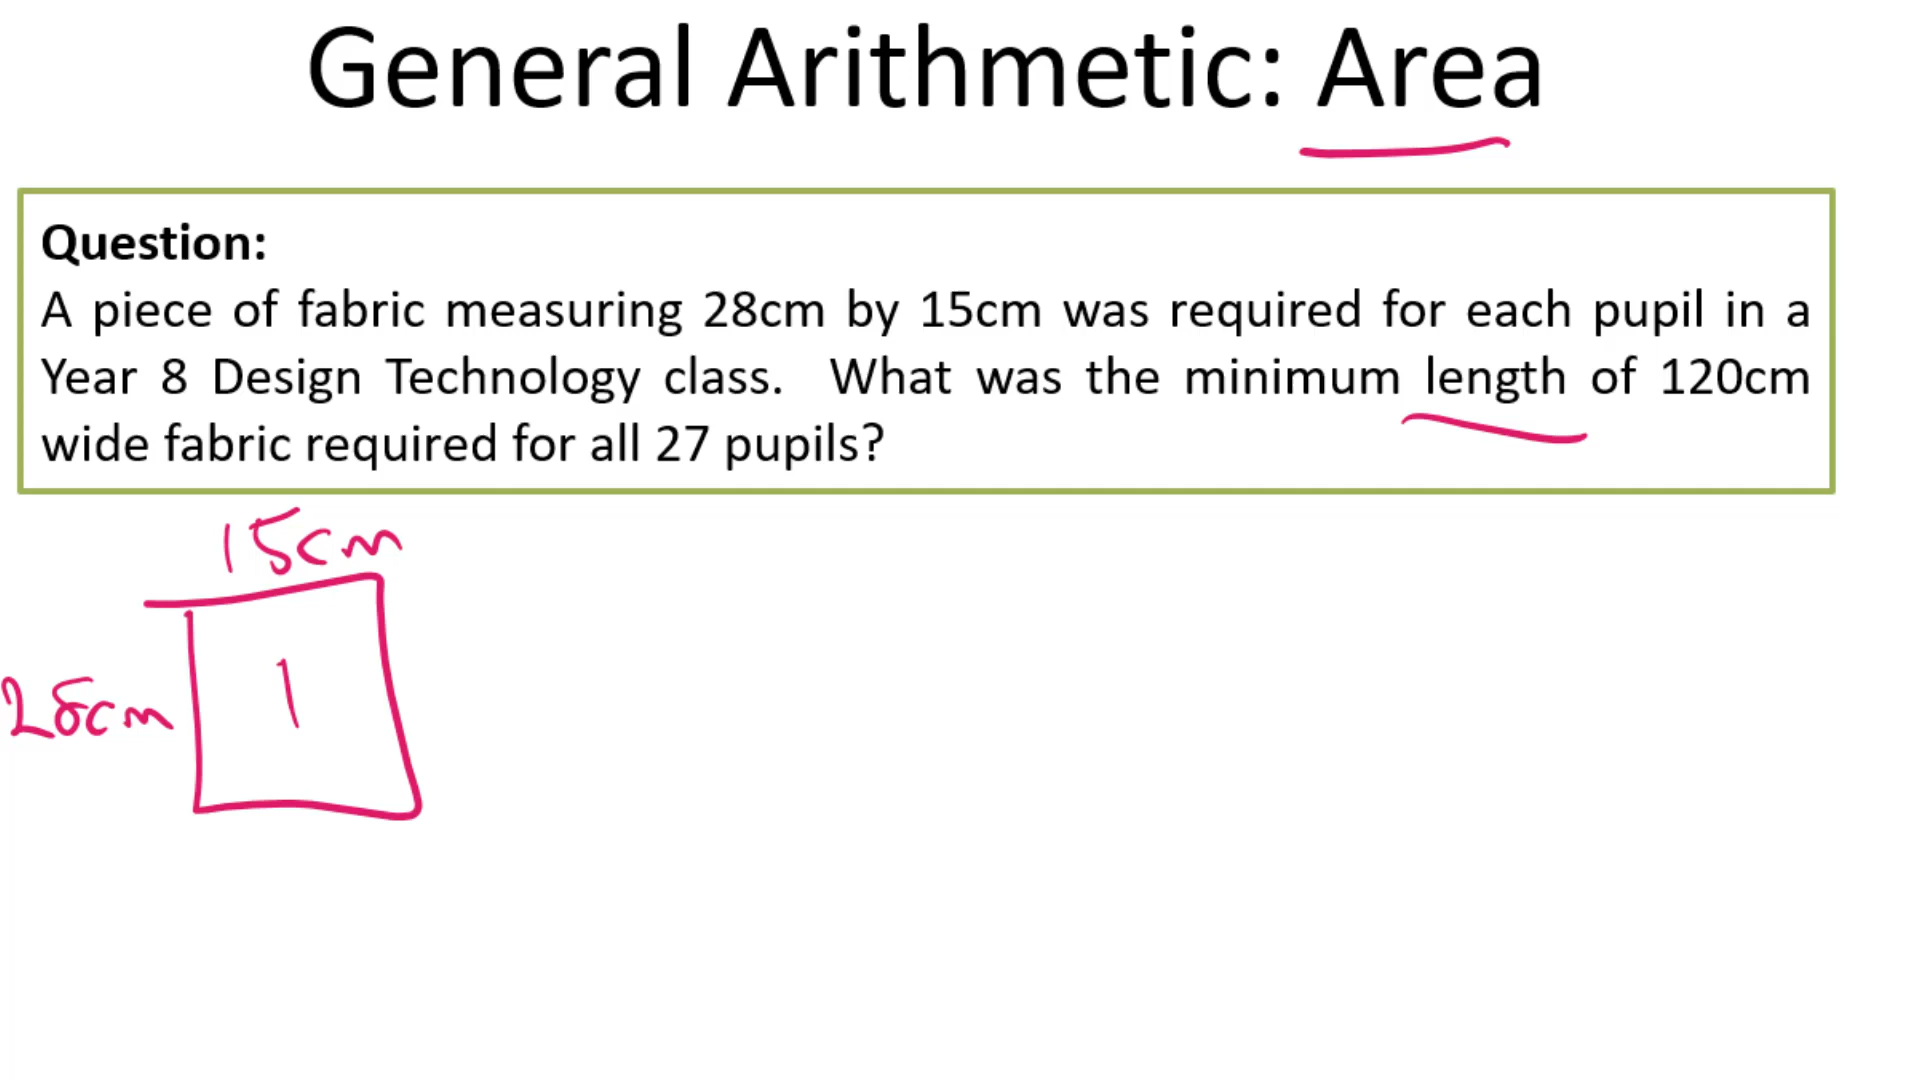 General Arithmetic: Area
Question:
A piece of fabric measuring 28cm by 15cm was required for each pupil in a
Year 8 Design Technology class. What was the minimum length of 120cm
wide fabric required for all 27 pupils?
15cm
28cm
1